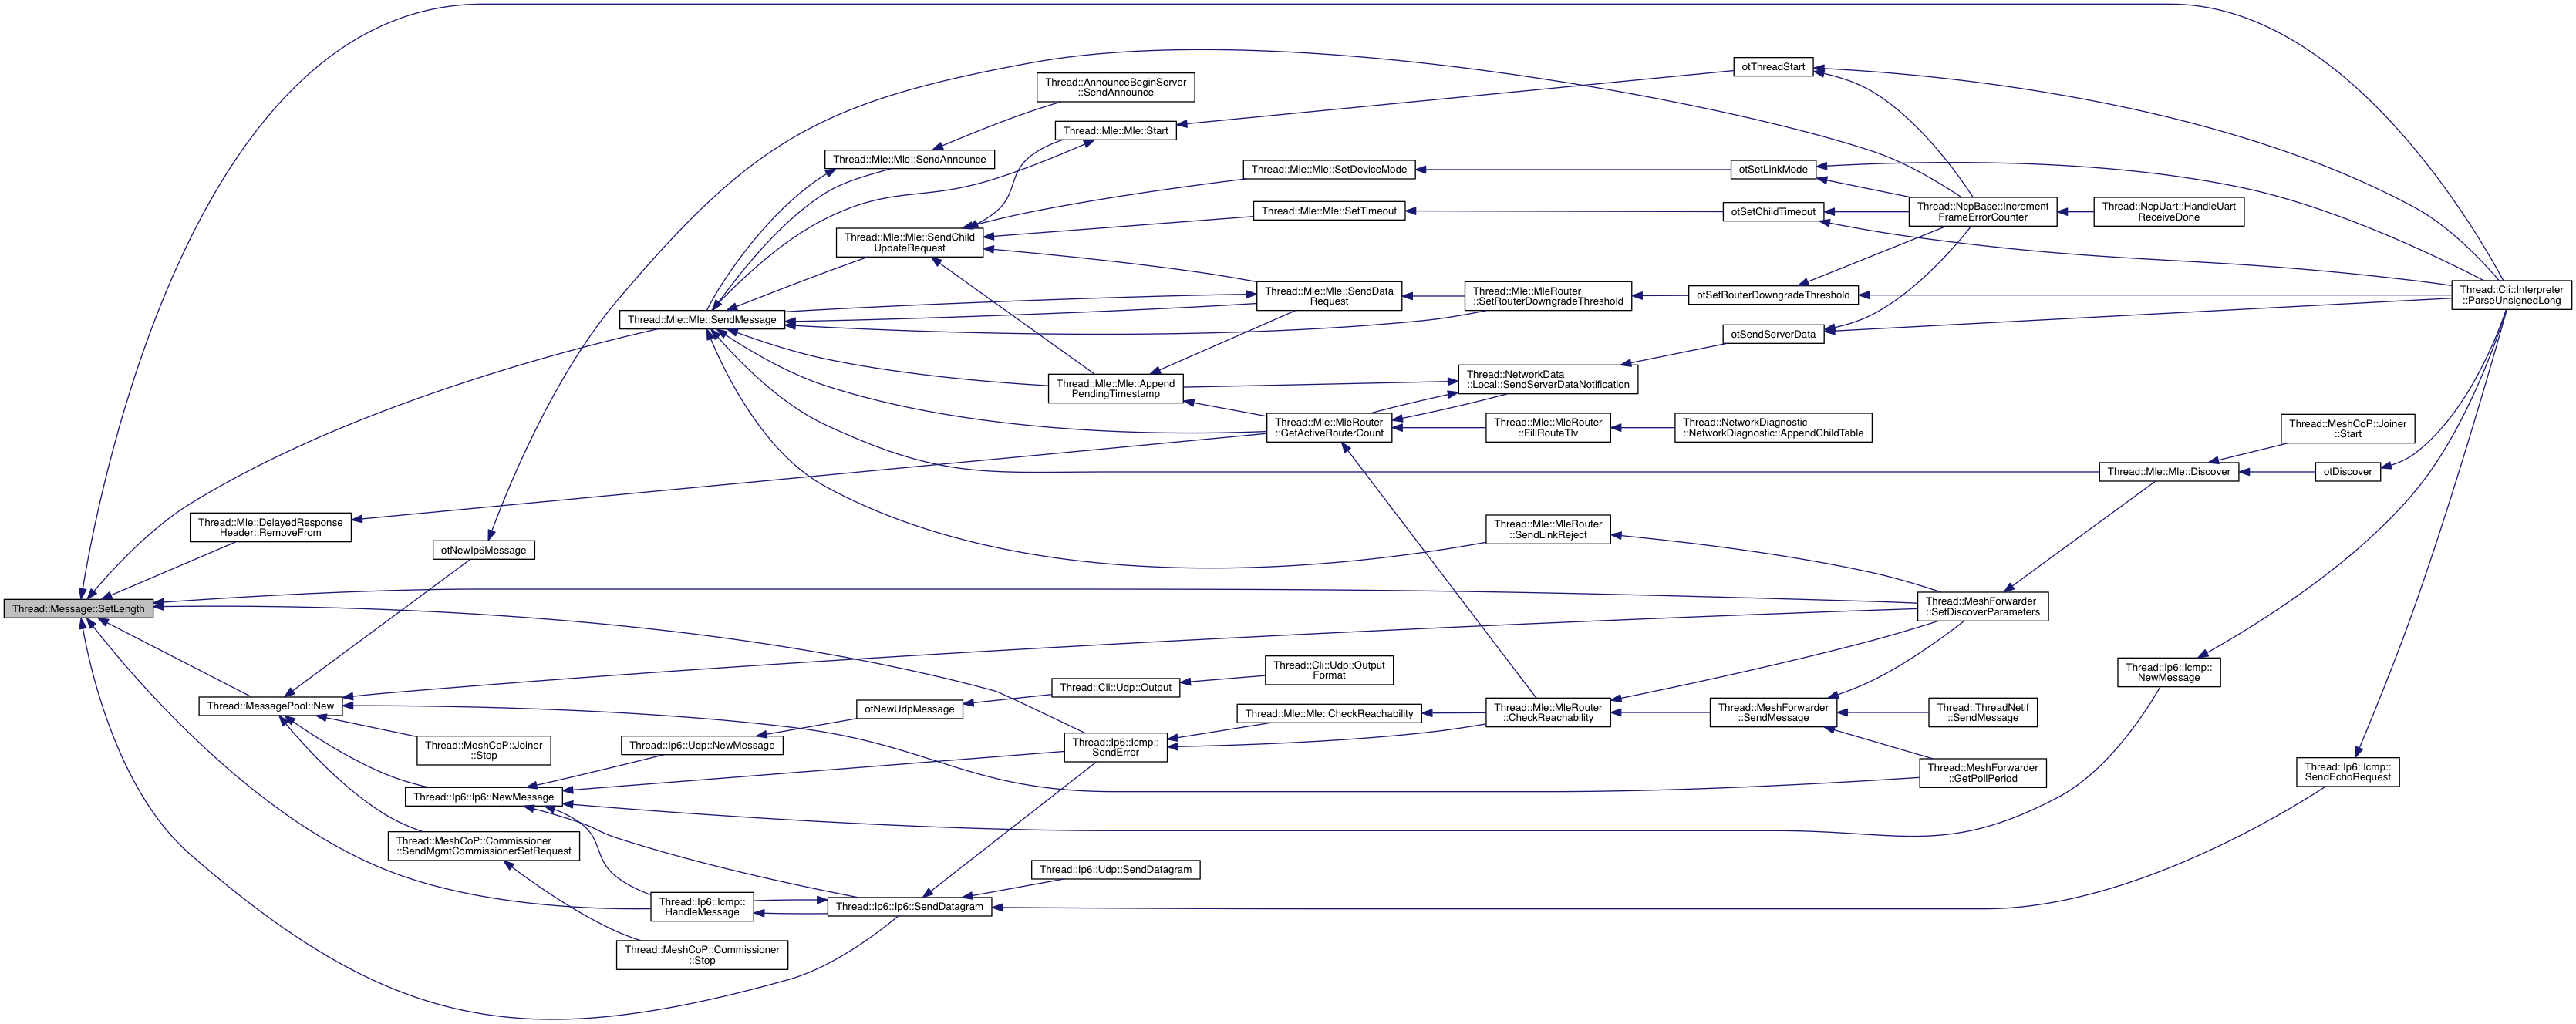 Thread::Message::SetLength
Thread::Mle::DelayedResponse
Header::RemoveFrom
Thread::MessagePool::New
otNewIp6Message
Thread::MeshCoP::Joiner
::Stop
Thread::Ip6::Ip6::NewMessage
Thread::MeshCoP::Commissioner
::SendMgmtCommissionerSetRequest
Thread::Mle::Mle::SendMessage
Thread::Ip6::Udp::NewMessage
Thread::Ip6::Icmp::
HandleMessage
Thread::MeshCoP::Commissioner
::Stop
Thread::Mle::Mle::SendAnnounce
Thread::Mle::Mle::SendChild
UpdateRequest
otNewUdpMessage
Thread::Ip6::Ip6::SendDatagram
Thread::AnnounceBeginServer
::SendAnnounce
Thread::Mle::Mle::Start
Thread::Mle::Mle::Append
PendingTimestamp
Thread::Cli::Udp::Output
Thread::Ip6::Icmp::
SendError
Thread::Ip6::Udp::SendDatagram
Thread::Mle::Mle::SetDeviceMode
Thread::Mle::Mle::SetTimeout
Thread::Mle::Mle::SendData
Request
Thread::Mle::MleRouter
::GetActiveRouterCount
Thread::Cli::Udp::Output
Format
Thread::Mle::Mle::CheckReachability
Thread::Mle::MleRouter
::SetRouterDowngradeThreshold
Thread::NetworkData
::Local::SendServerDataNotification
Thread::Mle::MleRouter
::FillRouteTlv
Thread::Mle::MleRouter
::SendLinkReject
Thread::Mle::MleRouter
::CheckReachability
otThreadStart
otSetLinkMode
otSetChildTimeout
otSetRouterDowngradeThreshold
otSendServerData
Thread::NetworkDiagnostic
::NetworkDiagnostic::AppendChildTable
Thread::MeshForwarder
::SendMessage
Thread::NcpBase::Increment
FrameErrorCounter
Thread::MeshForwarder
::SetDiscoverParameters
Thread::ThreadNetif
::SendMessage
Thread::MeshForwarder
::GetPollPeriod
Thread::NcpUart::HandleUart
ReceiveDone
Thread::Mle::Mle::Discover
Thread::Ip6::Icmp::
NewMessage
Thread::MeshCoP::Joiner
::Start
otDiscover
Thread::Ip6::Icmp::
SendEchoRequest
Thread::Cli::Interpreter
::ParseUnsignedLong